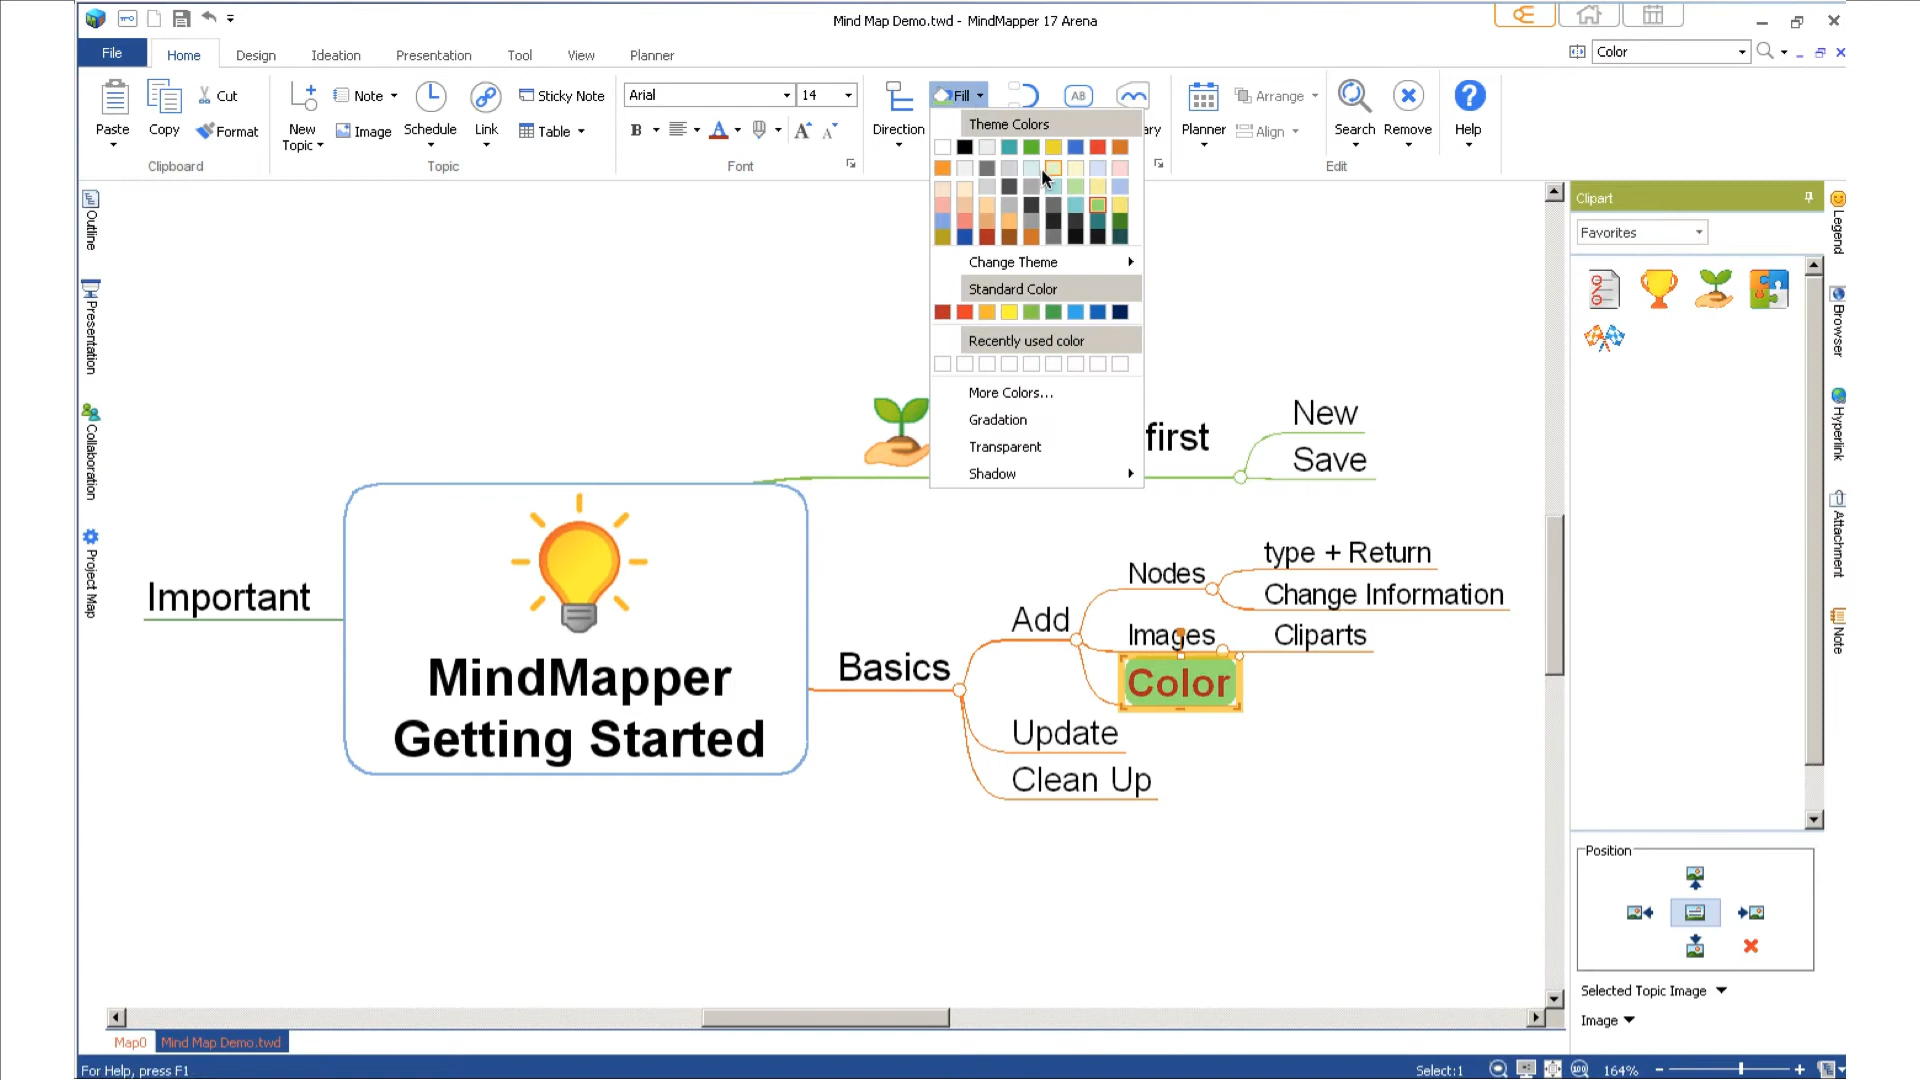 Mind Map Demo.twd - MindMapper 17 Arena
File
Home
Design
Ideation
Presentation
Tool
View
Planner
Color
Paste
Copy
Cut
Format
Clipboard
New
Topic
Note
Image
Schedule
Link
Sticky Note
Table
Topic
Arial
14
B
A
A
A
Font
Direction
Fill
AB
ary
Planner
Arrange
Align
Search
Remove
Help
Edit
Theme Colors
Change Theme
Standard Color
Recently used color
More Colors...
Gradation
Transparent
Shadow
Outline
Presentation
Collaboration
Project Map
Clipart
Favorites
Legend
Browser
Hyperlink
Attachment
Note
first
New
Save
Important
MindMapper
Getting Started
Basics
Add
Nodes
type + Return
Change Information
Images
Cliparts
Color
Update
Clean Up
Position
Selected Topic Image
Image
Map0
Mind Map Demo.twd
For Help, press F1
Select:1
100
164%